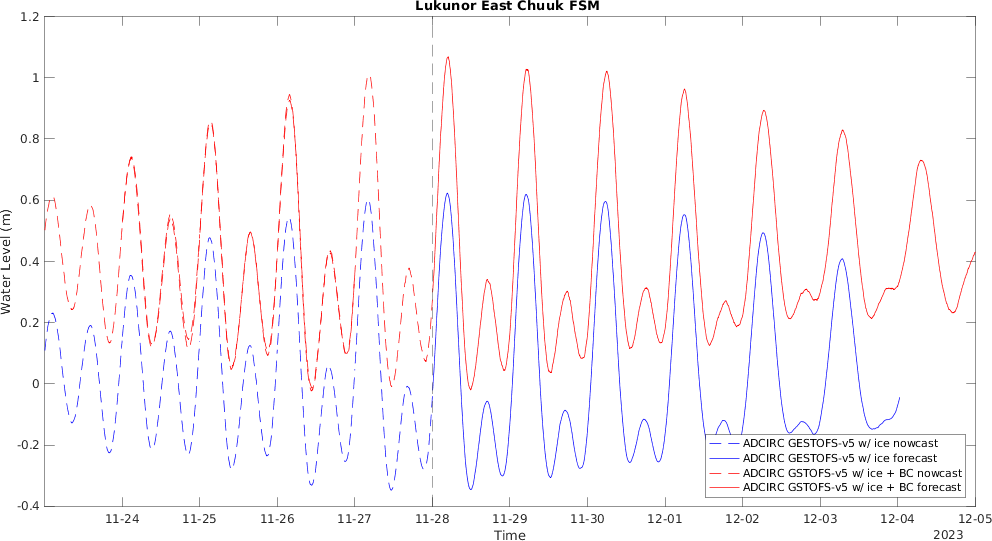 Lukunor East Chuuk FSM
1.2
1
0.8
0.6
0.4
0.2
0
-0.2
-0.4
Water Level (m)
ADCIRC GESTOFS-v5 w/ ice nowcast
ADCIRC GESTOFS-v5 w/ ice forecast
ADCIRC GSTOFS-v5 w/ ice + BC nowcast
ADCIRC GSTOFS-v5 w/ ice + BC forecast
11-24 11-25 11-26 11-27 11-28 11-29 11-30 12-01 12-02 12-03 12-04 12-05
Time
2023